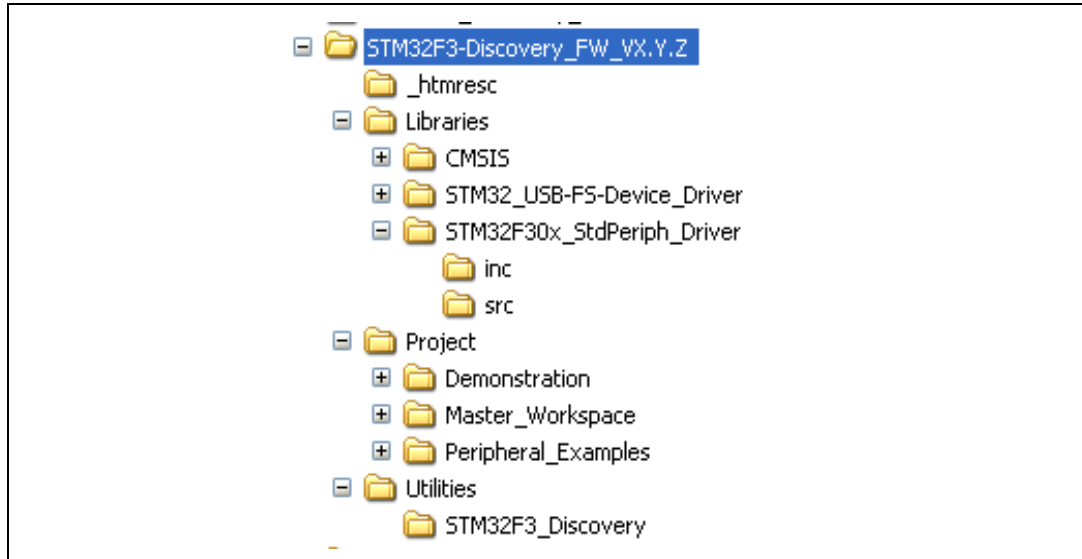 STM32F3-Discovery_FW_VX.Y.Z
_htmresc
Libraries
CMSIS
STM32_USB-FS-Device_Driver
STM32F30x_StdPeriph_Driver
inc
src
Project
Demonstration
Master_Workspace
Peripheral_Examples
Utilities
STM32F3_Discovery